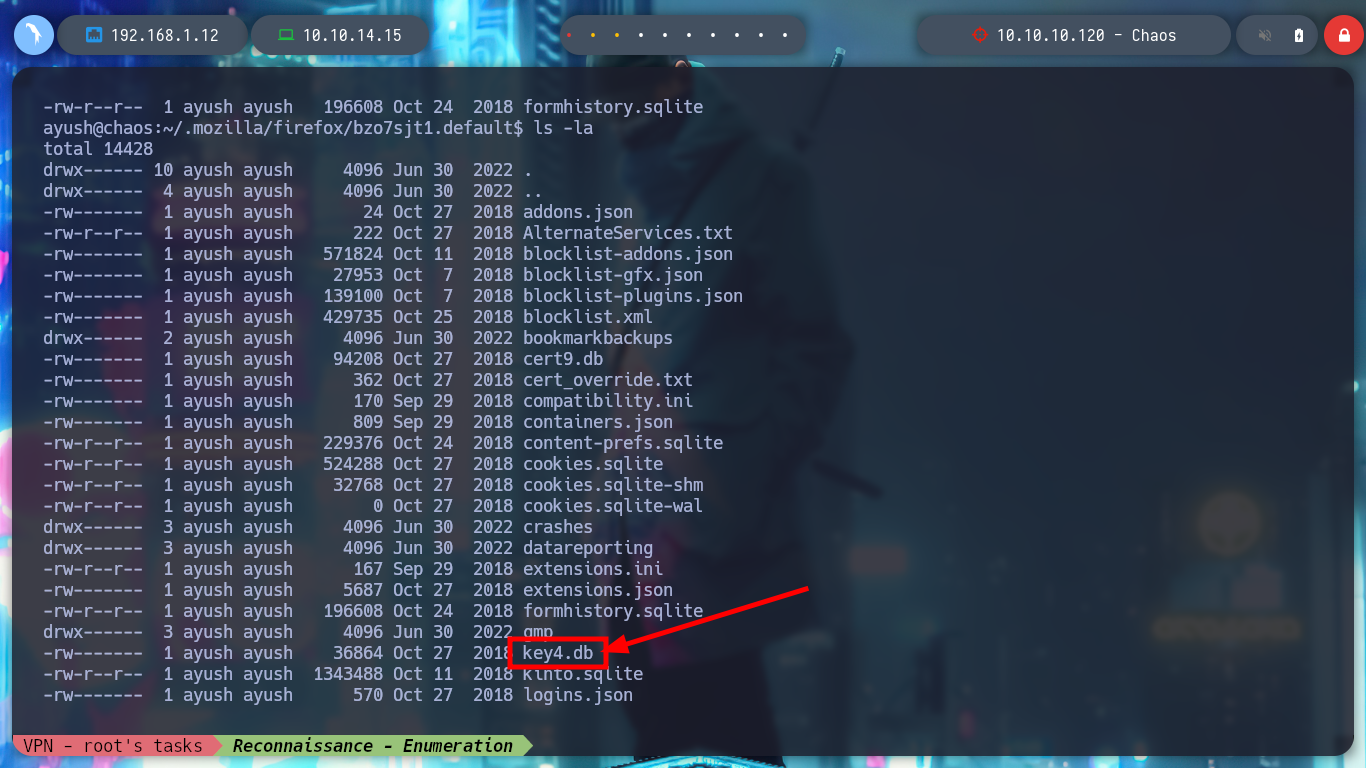 192.168.1.12 10.10.14.15 10.10.10.120 - Chaos
-rw-r--r--  1 ayush ayush   196608 Oct 24  2018 formhistory.sqlite
ayush@chaos:~/.mozilla/firefox/bzo7sjt1.default$ ls -la
total 14428
drwx------ 10 ayush ayush     4096 Jun 30  2022 .
drwx------  4 ayush ayush     4096 Jun 30  2022 ..
-rw-------  1 ayush ayush       24 Oct 27  2018 addons.json
-rw-r--r--  1 ayush ayush      222 Oct 27  2018 AlternateServices.txt
-rw-------  1 ayush ayush   571824 Oct 11  2018 blocklist-addons.json
-rw-------  1 ayush ayush    27953 Oct  7  2018 blocklist-gfx.json
-rw-------  1 ayush ayush   139100 Oct  7  2018 blocklist-plugins.json
-rw-------  1 ayush ayush   429735 Oct 25  2018 blocklist.xml
drwx------  2 ayush ayush     4096 Jun 30  2022 bookmarkbackups
-rw-------  1 ayush ayush    94208 Oct 27  2018 cert9.db
-rw-------  1 ayush ayush      362 Oct 27  2018 cert_override.txt
-rw-------  1 ayush ayush      170 Sep 29  2018 compatibility.ini
-rw-------  1 ayush ayush      809 Sep 29  2018 containers.json
-rw-r--r--  1 ayush ayush   229376 Oct 24  2018 content-prefs.sqlite
-rw-r--r--  1 ayush ayush   524288 Oct 27  2018 cookies.sqlite
-rw-r--r--  1 ayush ayush    32768 Oct 27  2018 cookies.sqlite-shm
-rw-r--r--  1 ayush ayush        0 Oct 27  2018 cookies.sqlite-wal
drwx------  3 ayush ayush     4096 Jun 30  2022 crashes
drwx------  3 ayush ayush     4096 Jun 30  2022 datareporting
-rw-r--r--  1 ayush ayush      167 Sep 29  2018 extensions.ini
-rw-r--r--  1 ayush ayush     5687 Oct 27  2018 extensions.json
-rw-r--r--  1 ayush ayush   196608 Oct 24  2018 formhistory.sqlite
drwx------  3 ayush ayush     4096 Jun 30  2022 gmp
-rw-------  1 ayush ayush    36864 Oct 27  2018 key4.db
-rw-r--r--  1 ayush ayush  1343488 Oct 11  2018 kinto.sqlite
-rw-------  1 ayush ayush      570 Oct 27  2018 logins.json
VPN - root's tasks Reconnaissance - Enumeration